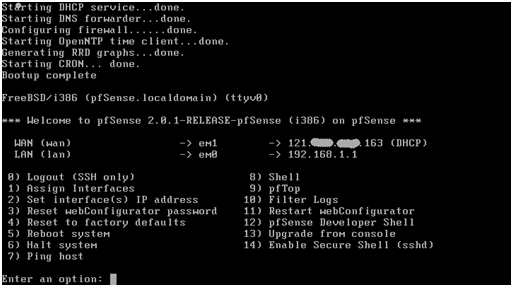 Starting DHCP service...done.
Starting DNS forwarder...done.
Configuring firewall......done.
Starting OpenNTP time client...done.
Generating RRD graphs...done.
Starting CRON... done.
Bootup complete
FreeBSD/i386 (pfSense.localdomain) (ttyv0)
*** Welcome to pfSense 2.0.1-RELEASE-pfSense (i386) on pfSense ***
WAN (wan) -> em1 -> 121. . .163 (DHCP)
LAN (lan) -> em0 -> 192.168.1.1
0) Logout (SSH only) 8) Shell
1) Assign Interfaces 9) pfTop
2) Set interface(s) IP address 10) Filter Logs
3) Reset webConfigurator password 11) Restart webConfigurator
4) Reset to factory defaults 12) pfSense Developer Shell
5) Reboot system 13) Upgrade from console
6) Halt system 14) Enable Secure Shell (sshd)
7) Ping host
Enter an option: